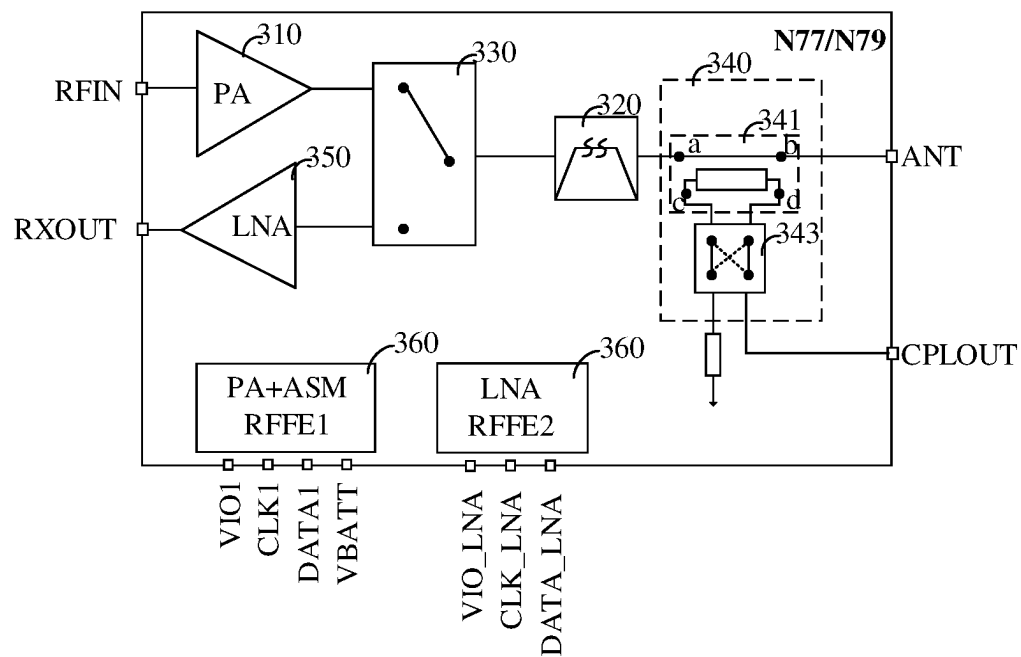 310
N77/N79
330
340
RFIN
PA
320
341
350
a
b
ANT
RXOUT
LNA
c
d
343
360
360
CPLOUT
PA+ASM
RFFE1
LNA
RFFE2
VIO1
CLK1
DATA1
VBATT
VIO_LNA
CLK_LNA
DATA_LNA